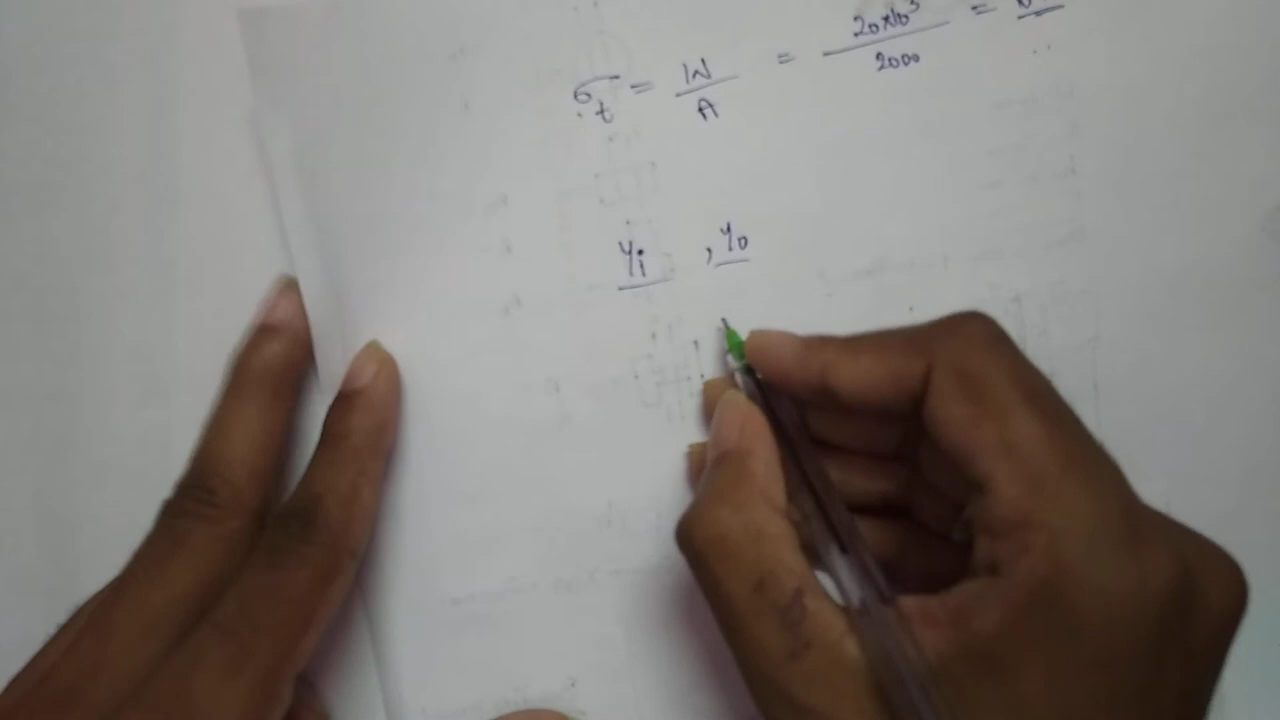 σt = W/A = 20×10³/2000 =
yi , yo